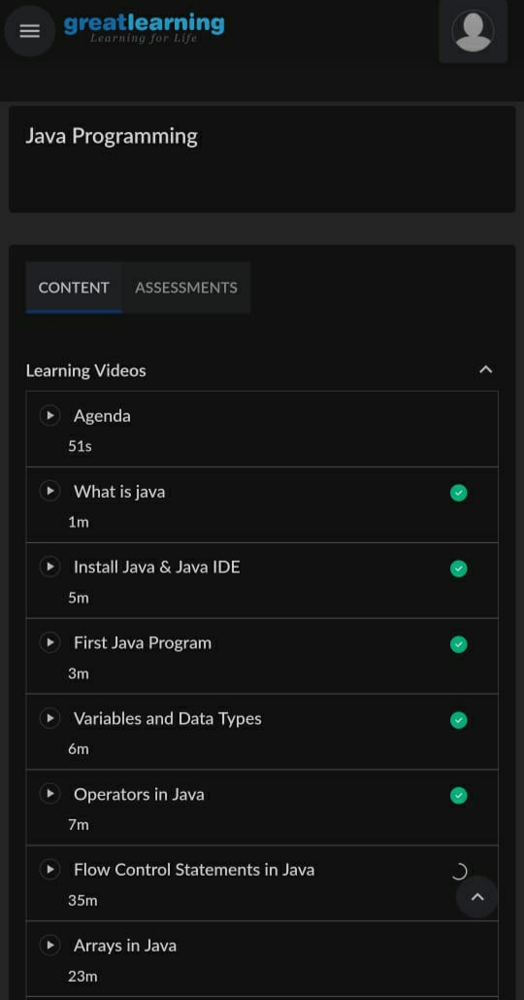 greatlearning
Learning for Life
Java Programming
CONTENT ASSESSMENTS
Learning Videos
Agenda
51s
What is java
1m
Install Java & Java IDE
5m
First Java Program
3m
Variables and Data Types
6m
Operators in Java
7m
Flow Control Statements in Java
35m
Arrays in Java
23m